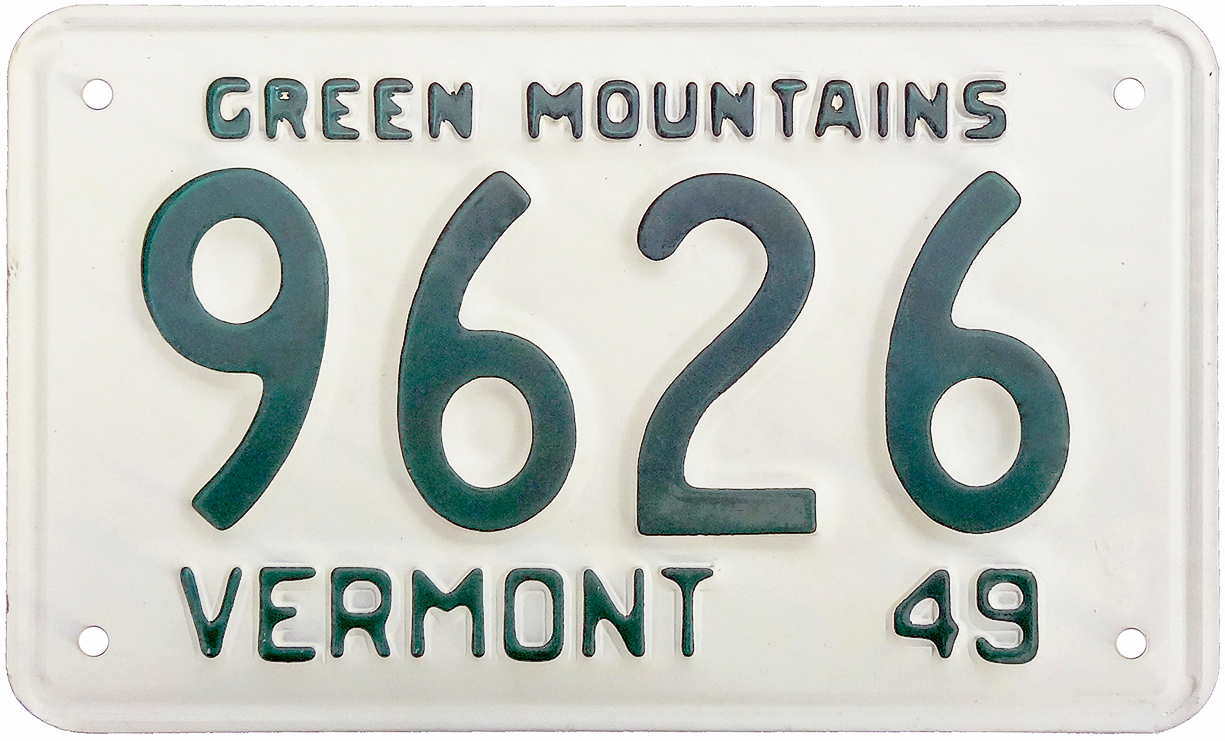 GREEN MOUNTAINS
9626
VERMONT 49